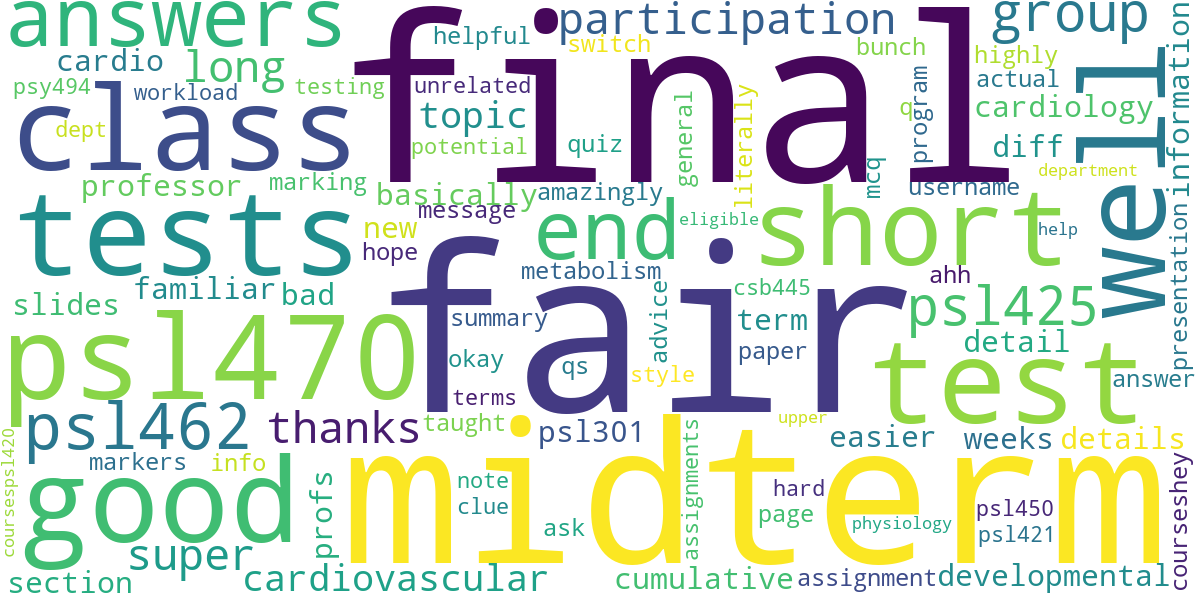 answers
final
helpful
participation
switch
group
cardio
long
bunch
highly
well
information
psy494
workload
testing
unrelated
actual
class
topic
general
literally
q
program
cardiology
dept
potential
quiz
mcq
diff
department
professor
marking
basically
amazingly
username
tests
message
new
end
eligible
short
help
hope
fair
metabolism
ahh
presentation
slides
familiar
bad
advice
csb445
psl425
summary
term
psl470
okay
qs
style
paper
detail
test
answer
terms
upper
psl462
thanks
taught
psl301
easier
weeks
details
coursespsl420
markers
info
midterm
assignments
courseshey
good
profs
note
clue
hard
psl450
page
physiology
psl421
ask
super
section
cardiovascular
cumulative
assignment
developmental